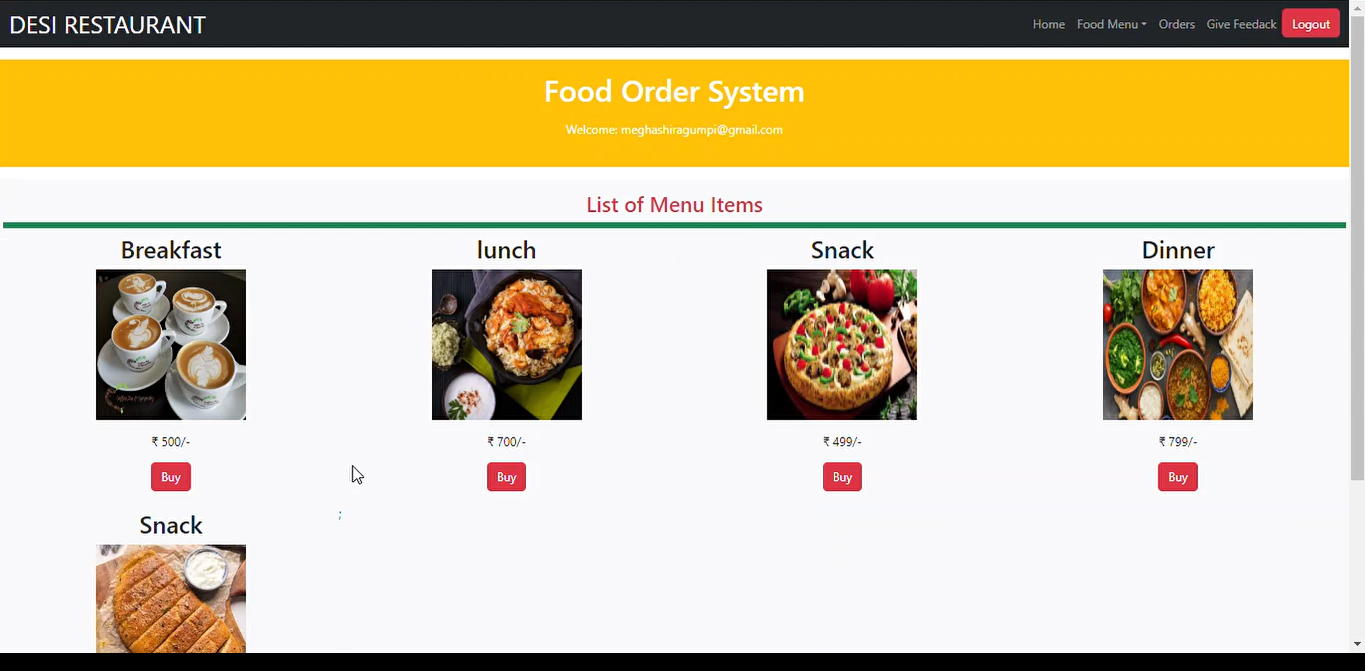 DESI RESTAURANT
Home Food Menu Orders Give Feedack Logout
Food Order System
Welcome: meghashiragumpi@gmail.com
List of Menu Items
Breakfast lunch Snack Dinner
₹ 500/- ₹ 700/- ₹ 499/- ₹ 799/-
Buy Buy Buy Buy
;
Snack